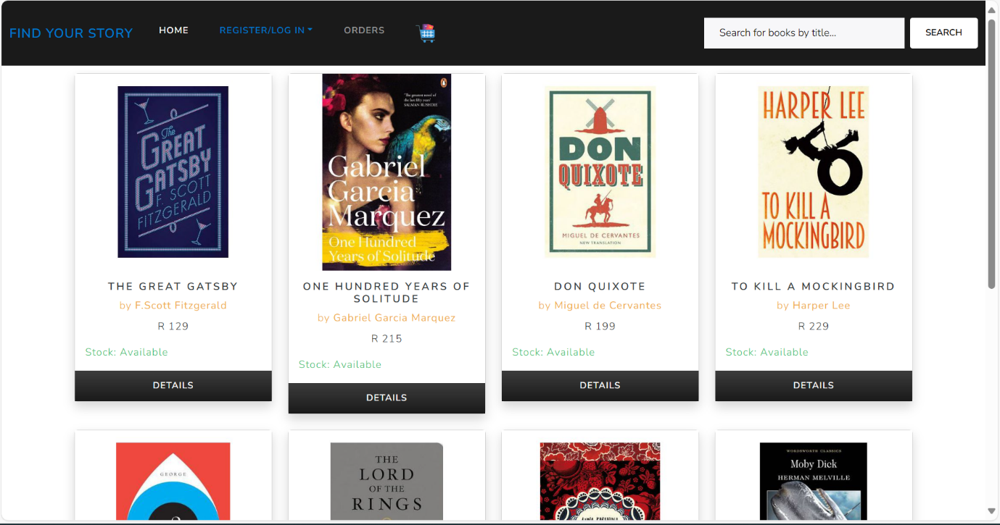 FIND YOUR STORY
HOME
REGISTER/LOG IN
ORDERS
Search for books by title...
SEARCH
The
GREAT
GATSBY
F. SCOTT
FITZGERALD
THE GREAT GATSBY
by F.Scott Fitzgerald
R 129
Stock: Available
DETAILS
'The greatest novel of
the last fifty years'
SALMAN RUSHDIE
Gabriel
Garcia
Marquez
One Hundred
Years of Solitude
ONE HUNDRED YEARS OF
SOLITUDE
by Gabriel Garcia Marquez
R 215
Stock: Available
DETAILS
DON
QUIXOTE
MIGUEL DE CERVANTES
NEW TRANSLATION
DON QUIXOTE
by Miguel de Cervantes
R 199
Stock: Available
DETAILS
HARPER LEE
TO KILL A
MOCKINGBIRD
TO KILL A MOCKINGBIRD
by Harper Lee
R 229
Stock: Available
DETAILS
GEORGE
THE
LORD
OF THE
RINGS
ANNA KARENINA
WORDSWORTH CLASSICS
Moby Dick
HERMAN MELVILLE